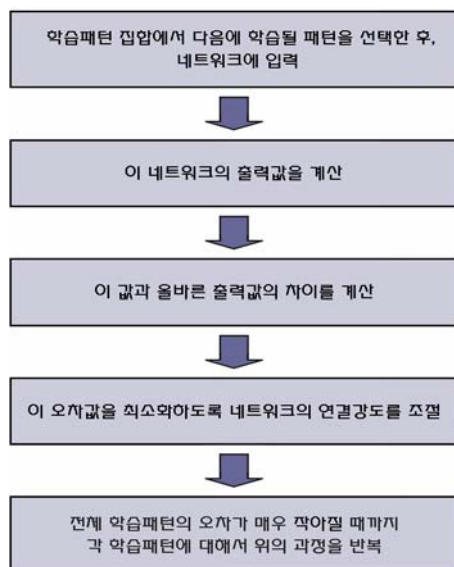 학습패턴 집합에서 다음에 학습될 패턴을 선택한 후,
네트워크에 입력
이 네트워크의 출력값을 계산
이 값과 올바른 출력값의 차이를 계산
이 오차값을 최소화하도록 네트워크의 연결강도를 조절
전체 학습패턴의 오차가 매우 작아질 때까지
각 학습패턴에 대해서 위의 과정을 반복